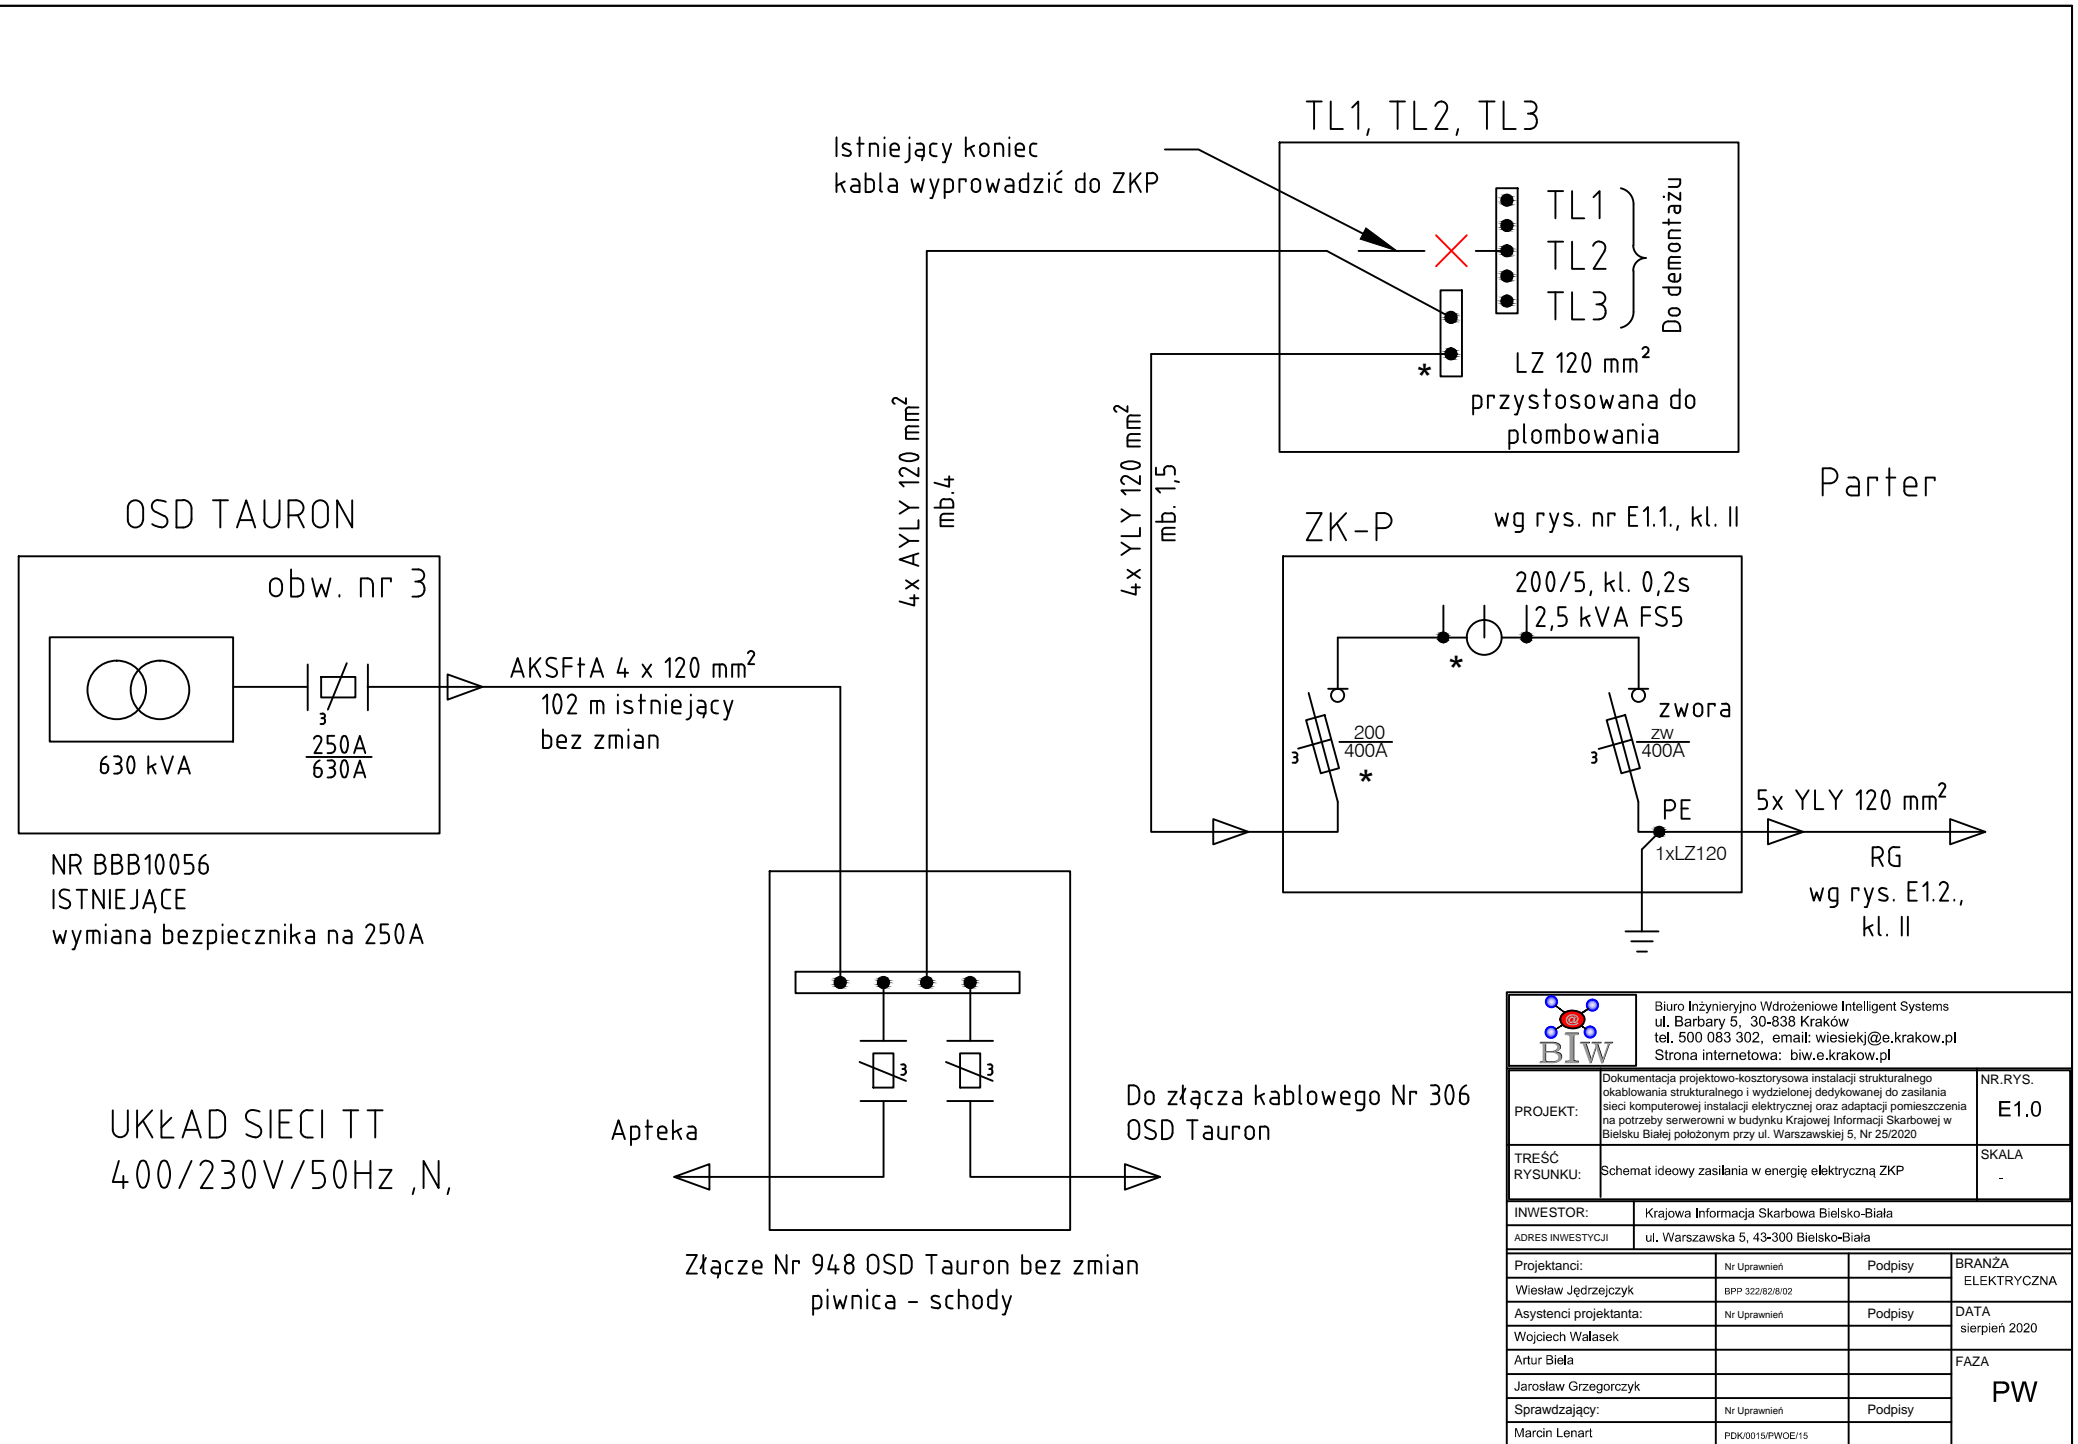 TL1, TL2, TL3
Istniejący koniec
kabla wyprowadzić do ZKP
TL1
TL2
TL3
Do demontażu
*
LZ 120 mm²
przystosowana do
plombowania
4x AYLY 120 mm²
mb.4
4x YLY 120 mm²
mb. 1,5
Parter
OSD TAURON
obw. nr 3
630 kVA
3
250A
630A
AKSFtA 4 x 120 mm²
102 m istniejący
bez zmian
NR BBB10056
ISTNIEJĄCE
wymiana bezpiecznika na 250A
ZK-P
wg rys. nr E1.1., kl. II
200/5, kl. 0,2s
2,5 kVA FS5
*
zwora
3
200
400A
*
3
ZW
400A
PE
1xLZ120
5x YLY 120 mm²
RG
wg rys. E1.2.,
kl. II
3
3
Apteka
Do złącza kablowego Nr 306
OSD Tauron
Złącze Nr 948 OSD Tauron bez zmian
piwnica - schody
UKŁAD SIECI TT
400/230V/50Hz ,N,
@
BIW
Biuro Inżynieryjno Wdrożeniowe Intelligent Systems
ul. Barbary 5, 30-838 Kraków
tel. 500 083 302, email: wiesiekj@e.krakow.pl
Strona internetowa: biw.e.krakow.pl
PROJEKT:
Dokumentacja projektowo-kosztorysowa instalacji strukturalnego
okablowania strukturalnego i wydzielonej dedykowanej do zasilania
sieci komputerowej instalacji elektrycznej oraz adaptacji pomieszczenia
na potrzeby serwerowni w budynku Krajowej Informacji Skarbowej w
Bielsku Białej położonym przy ul. Warszawskiej 5, Nr 25/2020
NR.RYS.
E1.0
TREŚĆ
RYSUNKU:
Schemat ideowy zasilania w energię elektryczną ZKP
SKALA
-
INWESTOR: Krajowa Informacja Skarbowa Bielsko-Biała
ADRES INWESTYCJI ul. Warszawska 5, 43-300 Bielsko-Biała
Projektanci: Nr Uprawnień Podpisy
BRANŻA
ELEKTRYCZNA
Wiesław Jędrzejczyk BPP 322/82/8/02
Asystenci projektanta: Nr Uprawnień Podpisy
DATA
sierpień 2020
Wojciech Walasek
Artur Biela
FAZA
PW
Jarosław Grzegorczyk
Sprawdzający: Nr Uprawnień Podpisy
Marcin Lenart PDK/0015/PWOE/15